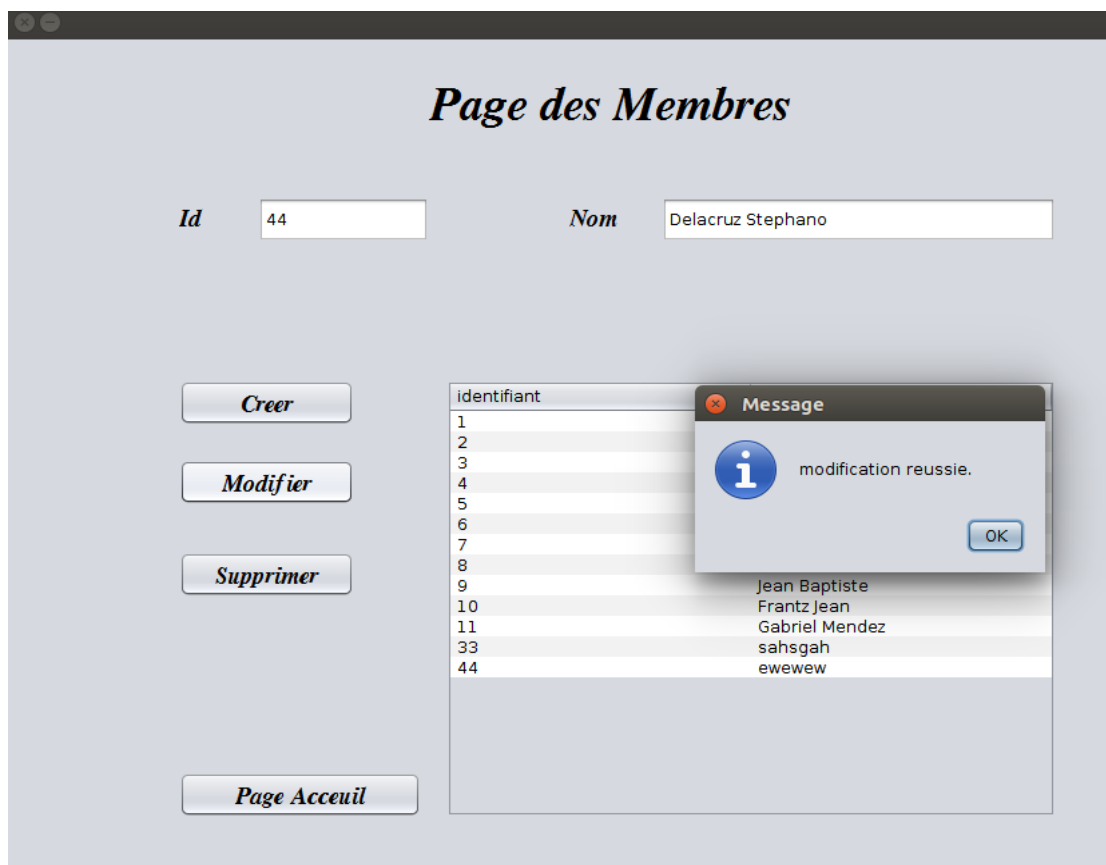 Page des Membres
Id 44 Nom Delacruz Stephano
Creer
Modifier
Supprimer
Page Acceuil
identifiant
1
2
3
4
5
6
7
8
9 Jean Baptiste
10 Frantz Jean
11 Gabriel Mendez
33 sahsgah
44 ewewew
Message
modification reussie.
OK